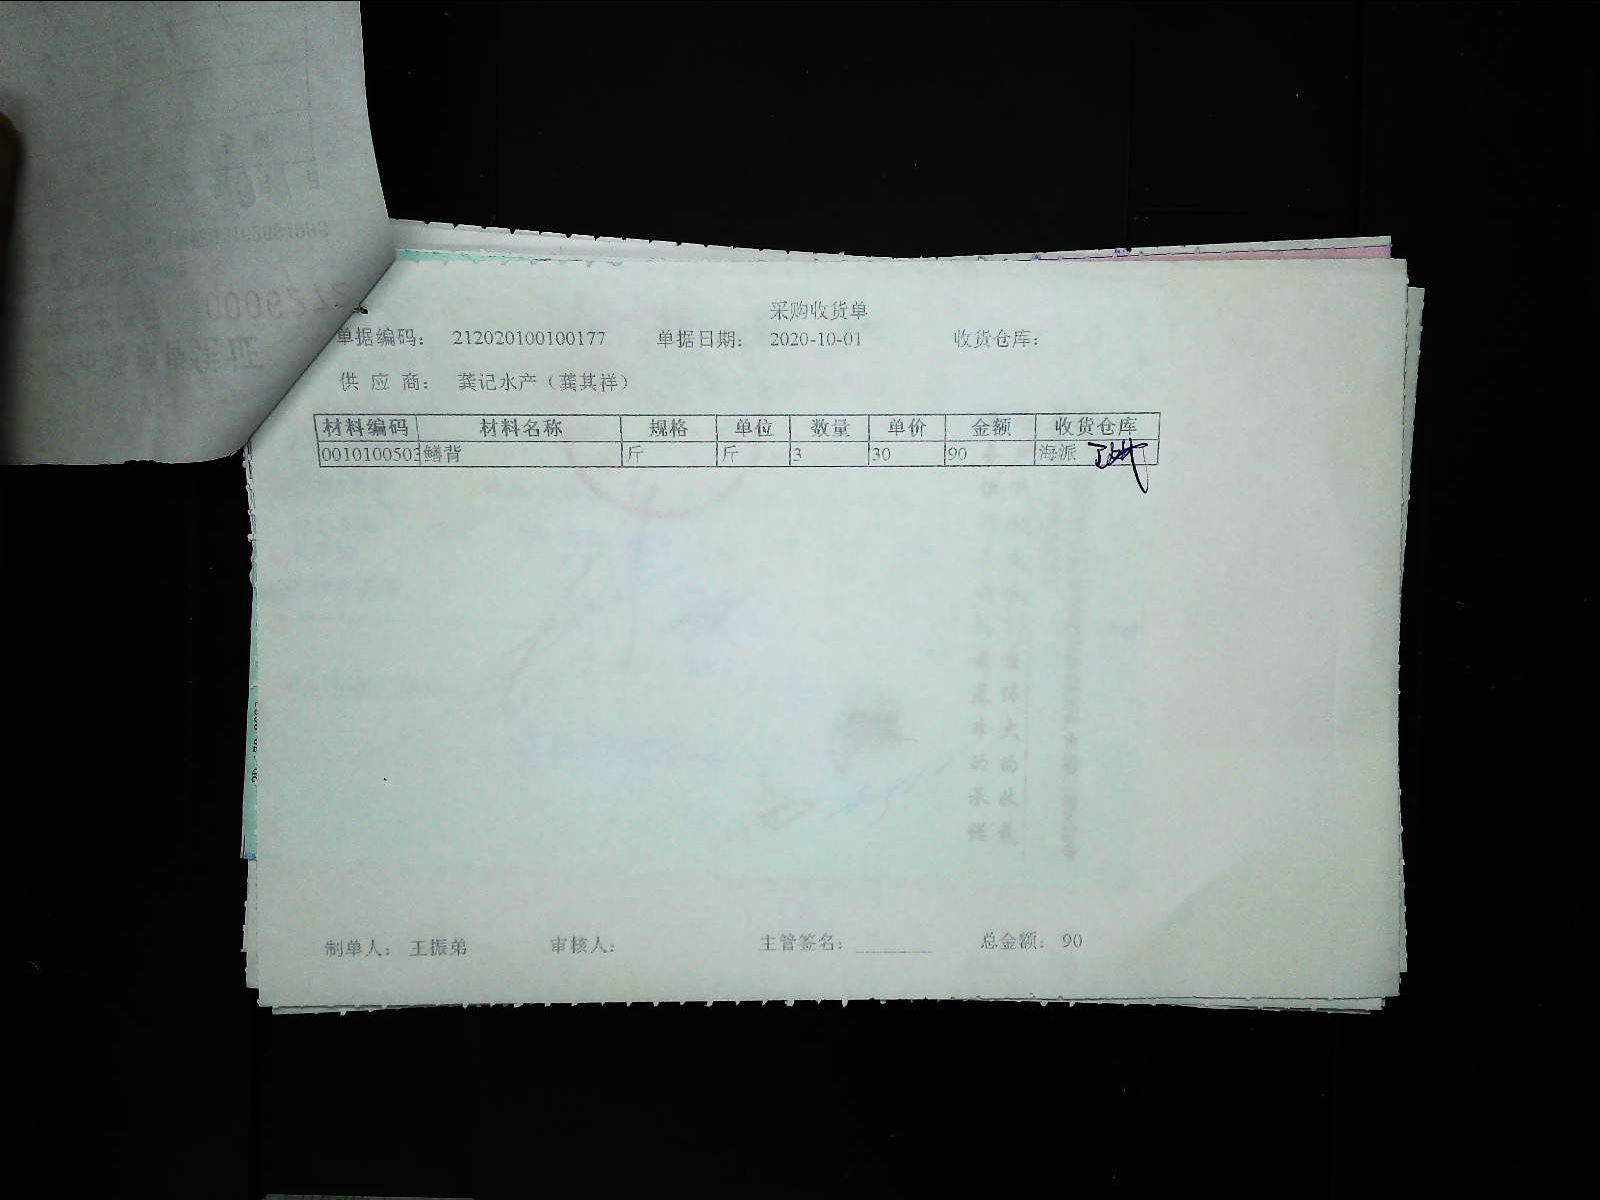 采购收货单
单据编码： 212020100100177 单据日期： 2020-10-01 收货仓库：
供 应 商： 龚记水产（龚其祥）
材料编码 材料名称 规格 单位 数量 单价 金额 收货仓库
0010100503 鳝背 斤 斤 3 30 90 海派
制单人： 王振弟 审核人： 主管签名： 总金额： 90